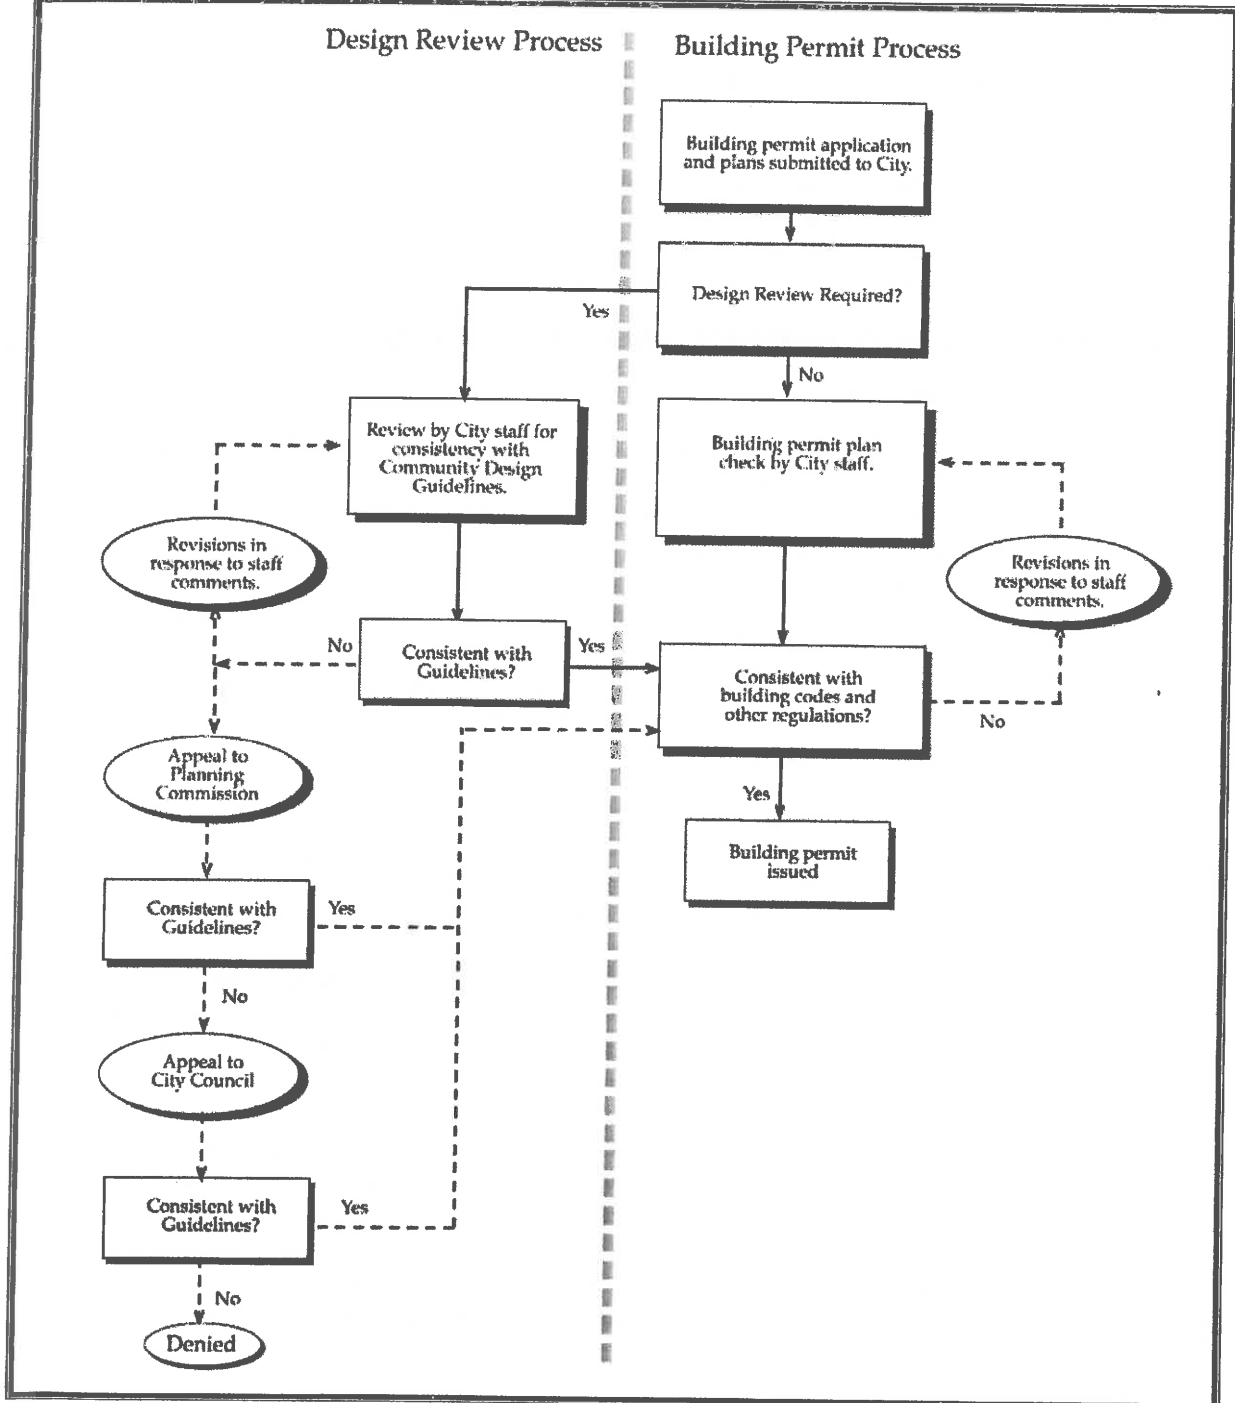 Design Review Process
Building Permit Process
Building permit application
and plans submitted to City.
Design Review Required?
Yes
No
Review by City staff for
consistency with
Community Design
Guidelines.
Building permit plan
check by City staff.
Revisions in
response to staff
comments.
Revisions in
response to staff
comments.
No
Consistent with
Guidelines?
Yes
Consistent with
building codes and
other regulations?
No
Appeal to
Planning
Commission
Yes
Building permit
issued
Consistent with
Guidelines?
Yes
No
Appeal to
City Council
Consistent with
Guidelines?
Yes
No
Denied